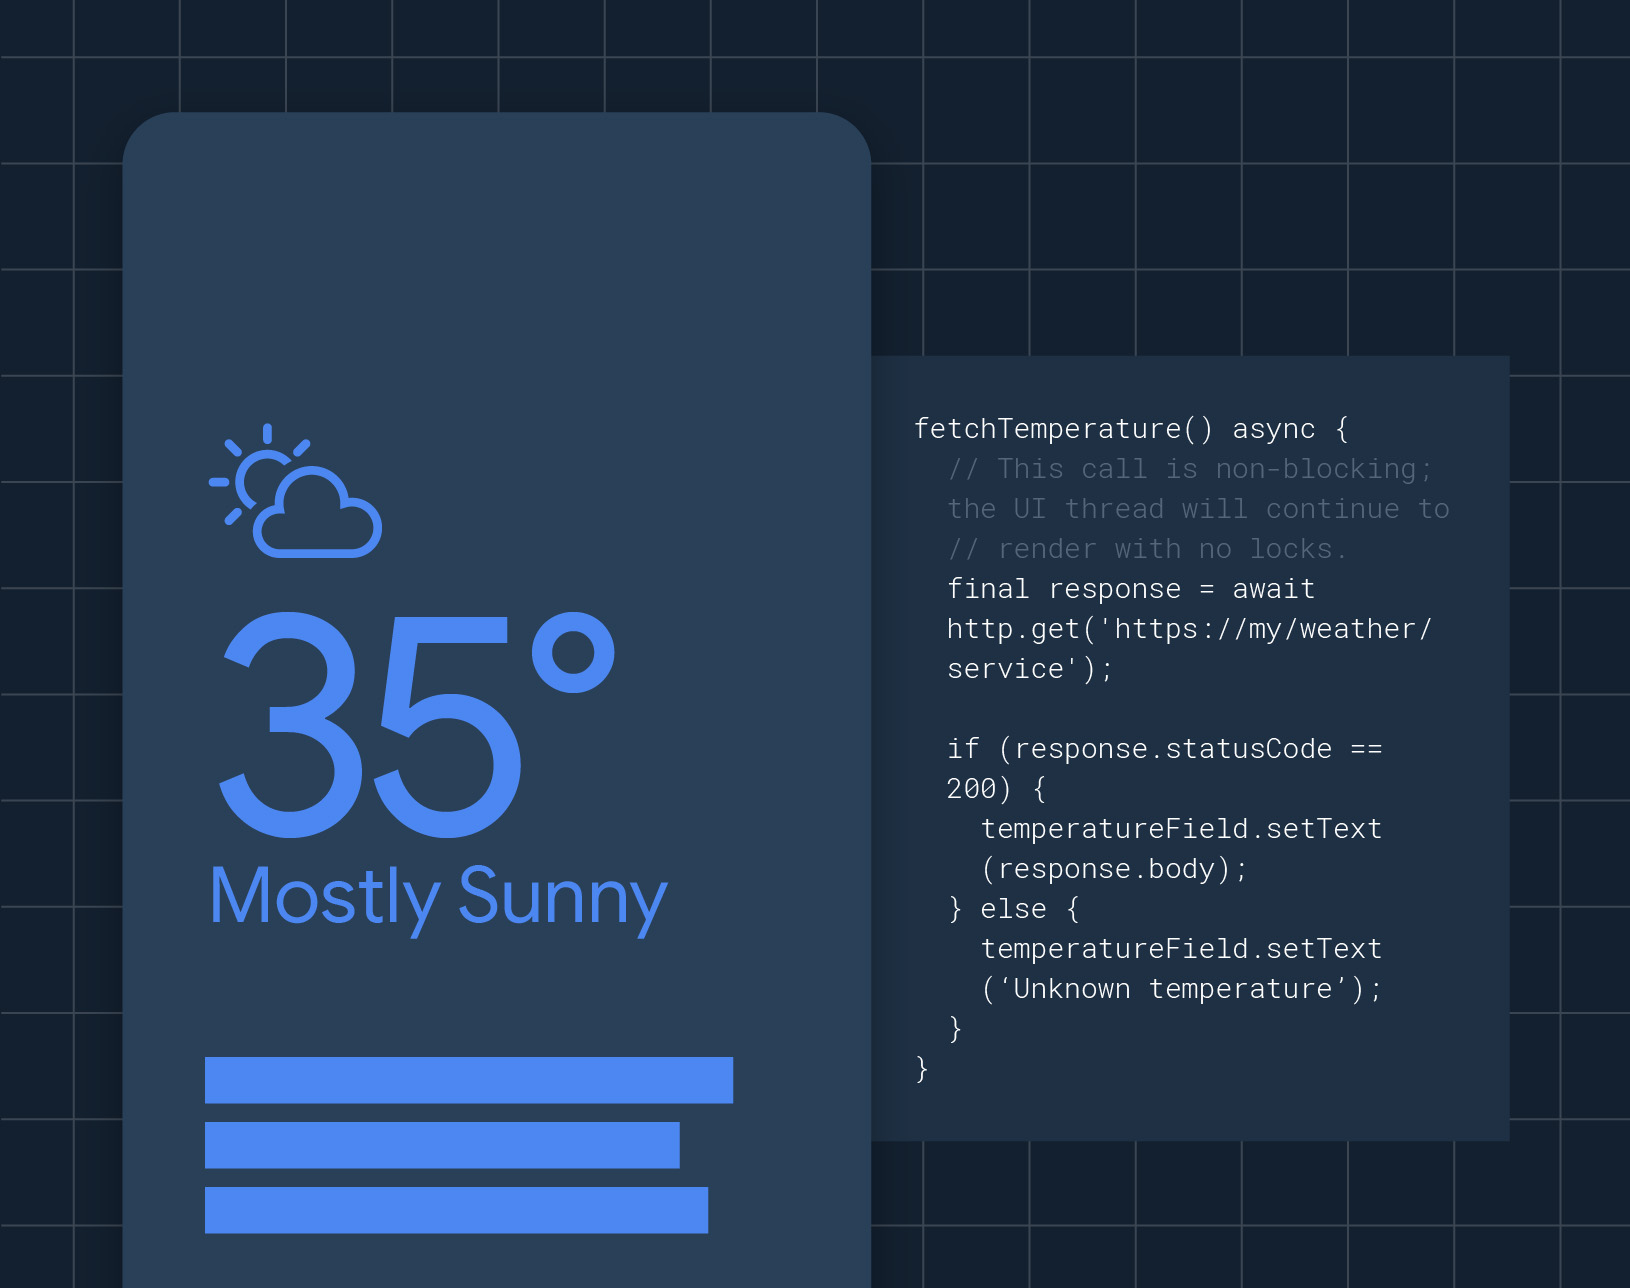 35°
Mostly Sunny
fetchTemperature() async {
// This call is non-blocking;
the UI thread will continue to
// render with no locks.
final response = await
http.get('https://my/weather/
service');
if (response.statusCode ==
200) {
temperatureField.setText
(response.body);
} else {
temperatureField.setText
(‘Unknown temperature’);
}
}